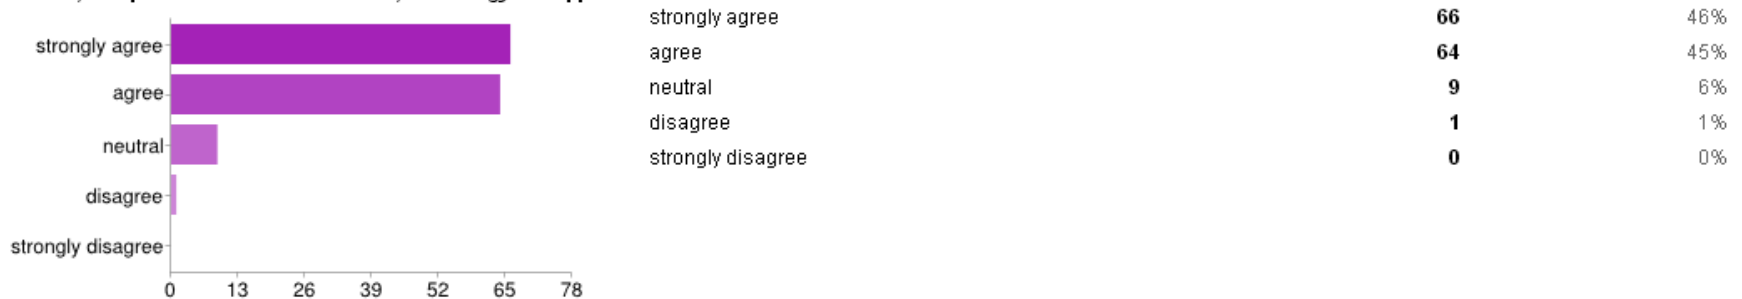 strongly agree
agree
neutral
disagree
strongly disagree
0 13 26 39 52 65 78
strongly agree 66 46%
agree 64 45%
neutral 9 6%
disagree 1 1%
strongly disagree 0 0%